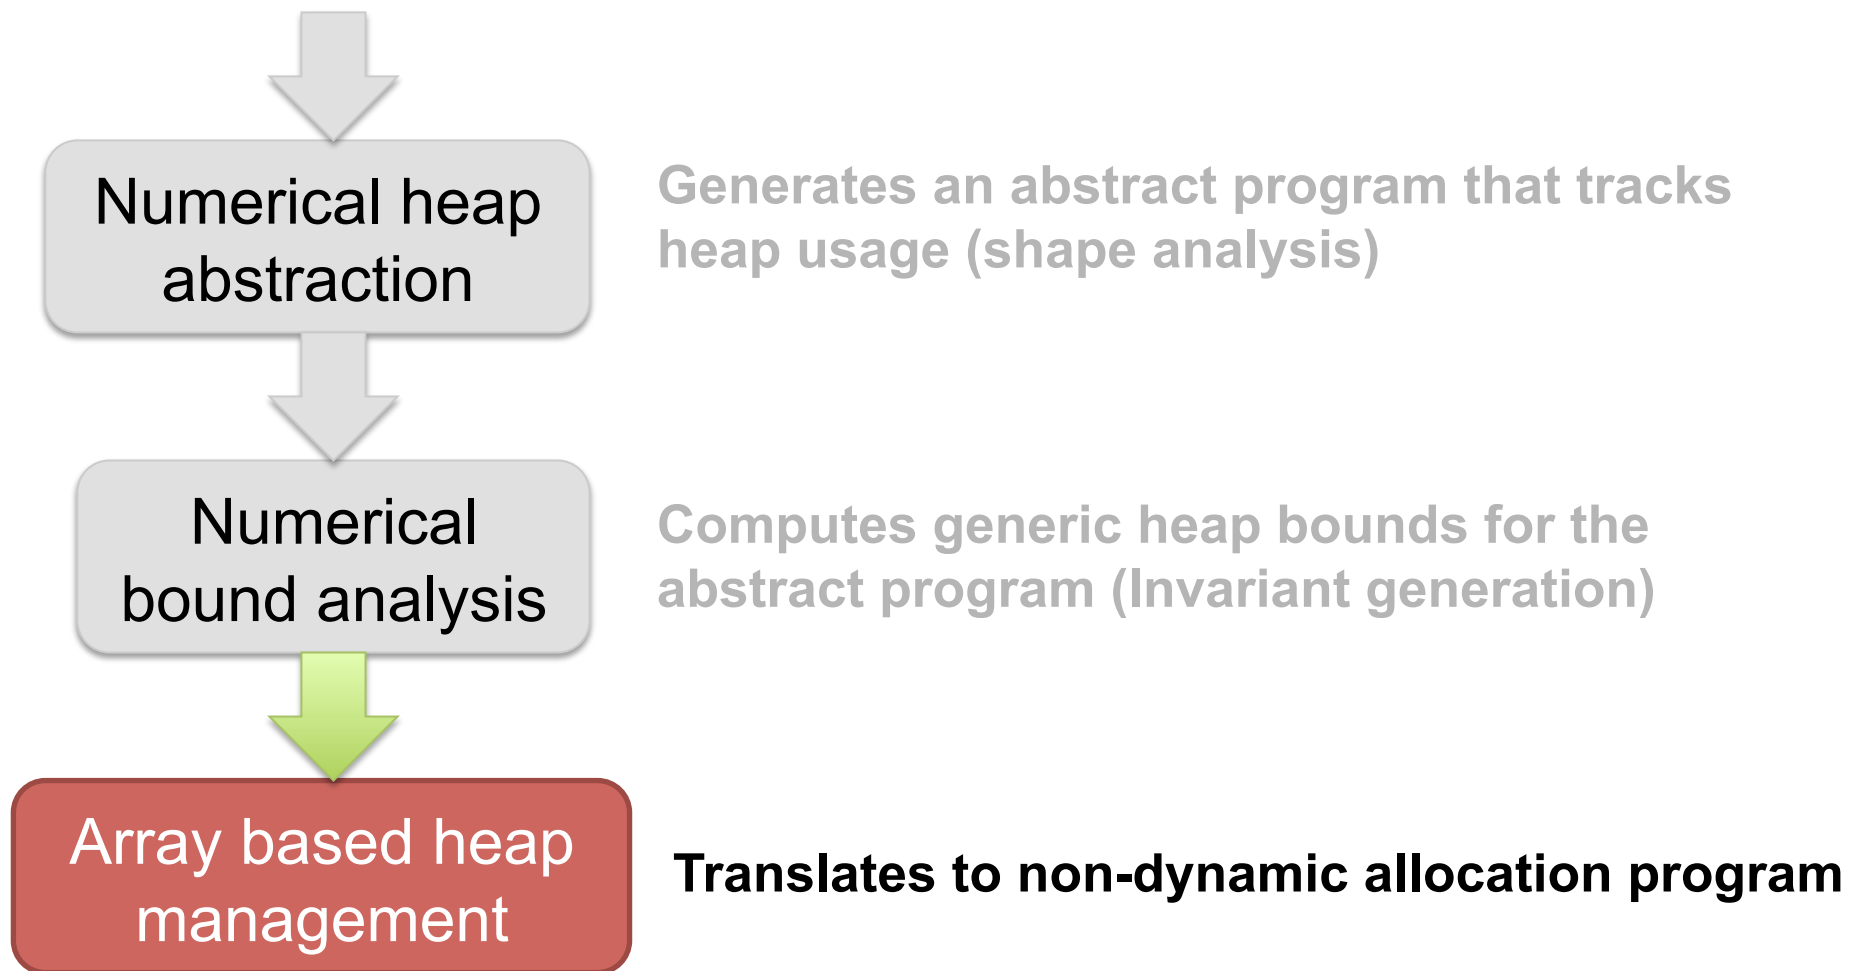 Numerical heap
abstraction
Generates an abstract program that tracks
heap usage (shape analysis)
Numerical
bound analysis
Computes generic heap bounds for the
abstract program (Invariant generation)
Array based heap
management
Translates to non-dynamic allocation program